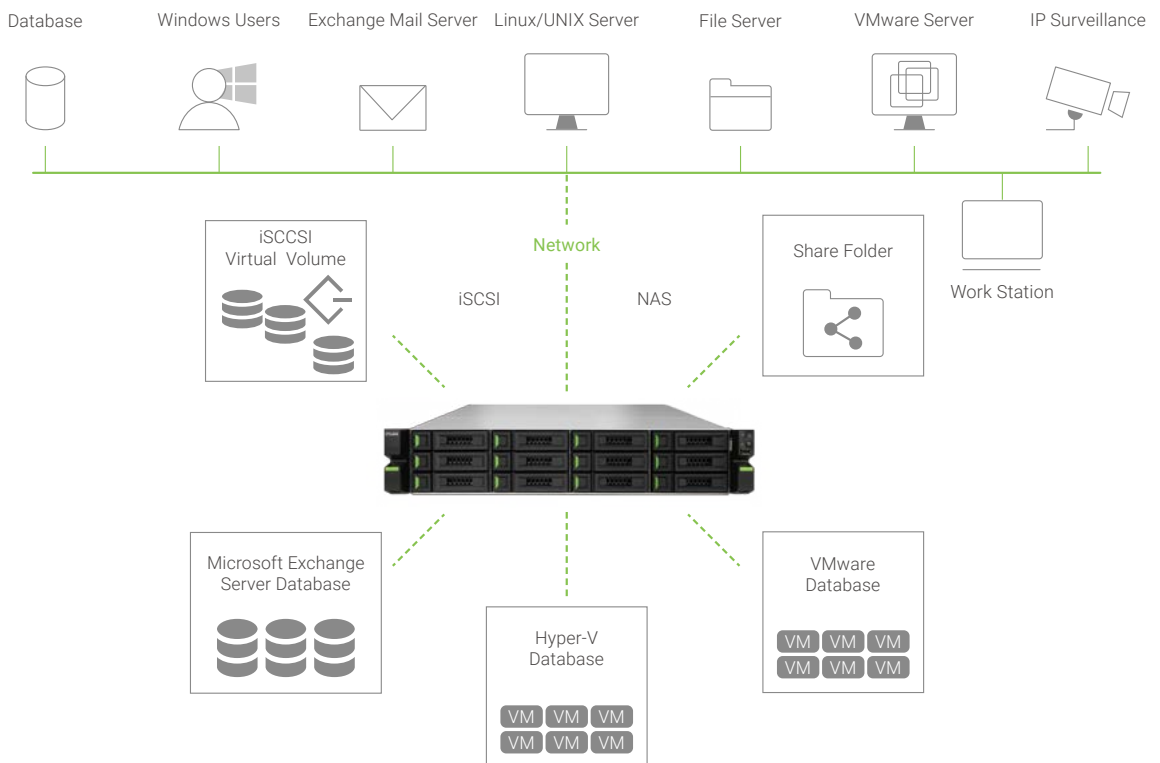 Database
Windows Users
Exchange Mail Server
Linux/UNIX Server
File Server
VMware Server
IP Surveillance
iSCCSI
Virtual Volume
Network
iSCSI
NAS
Share Folder
Work Station
Microsoft Exchange
Server Database
Hyper-V
Database
VM VM VM
VM VM VM
VMware
Database
VM VM VM
VM VM VM